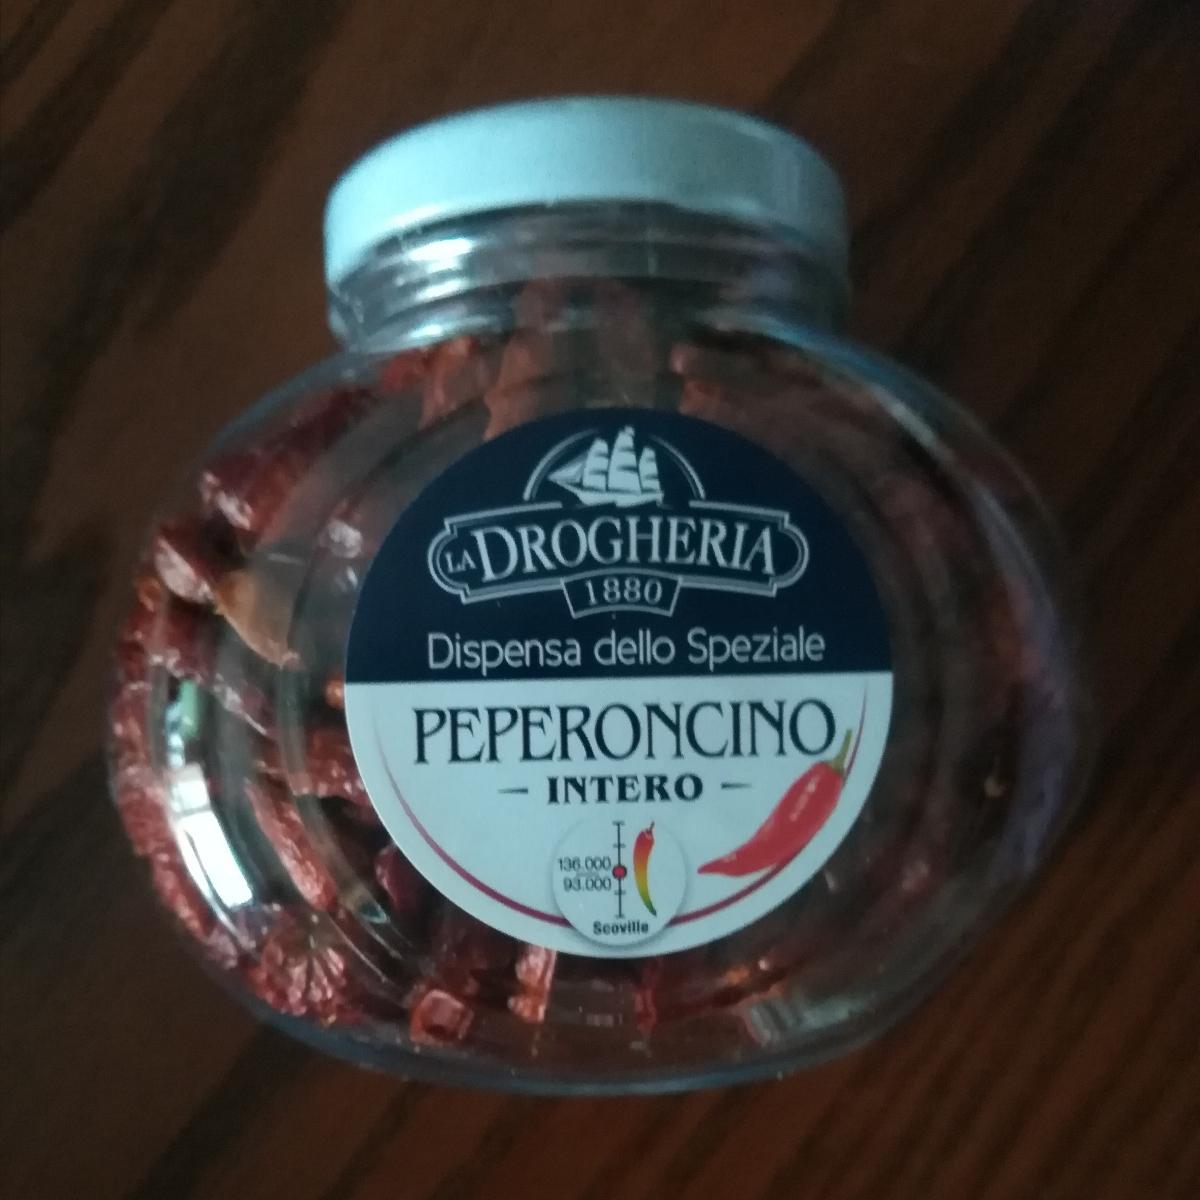 LA DROGHERIA
1880
Dispensa dello Speziale
PEPERONCINO
INTERO
136.000
93.000
Scoville